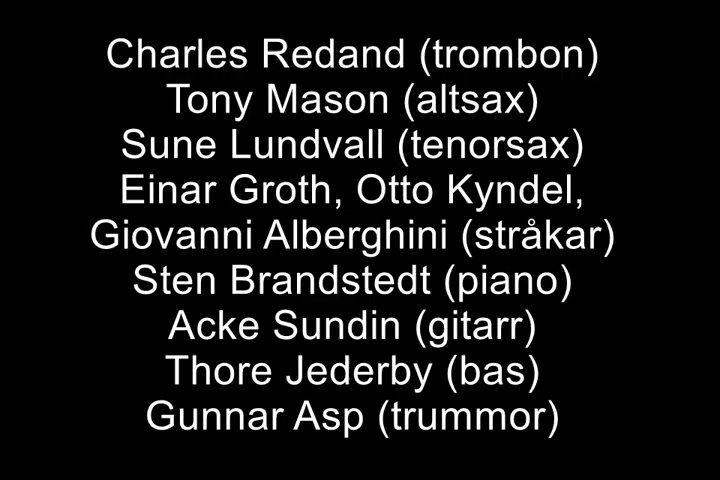 Charles Redand (trombon)
Tony Mason (altsax)
Sune Lundvall (tenorsax)
Einar Groth, Otto Kyndel,
Giovanni Alberghini (stråkar)
Sten Brandstedt (piano)
Acke Sundin (gitarr)
Thore Jederby (bas)
Gunnar Asp (trummor)